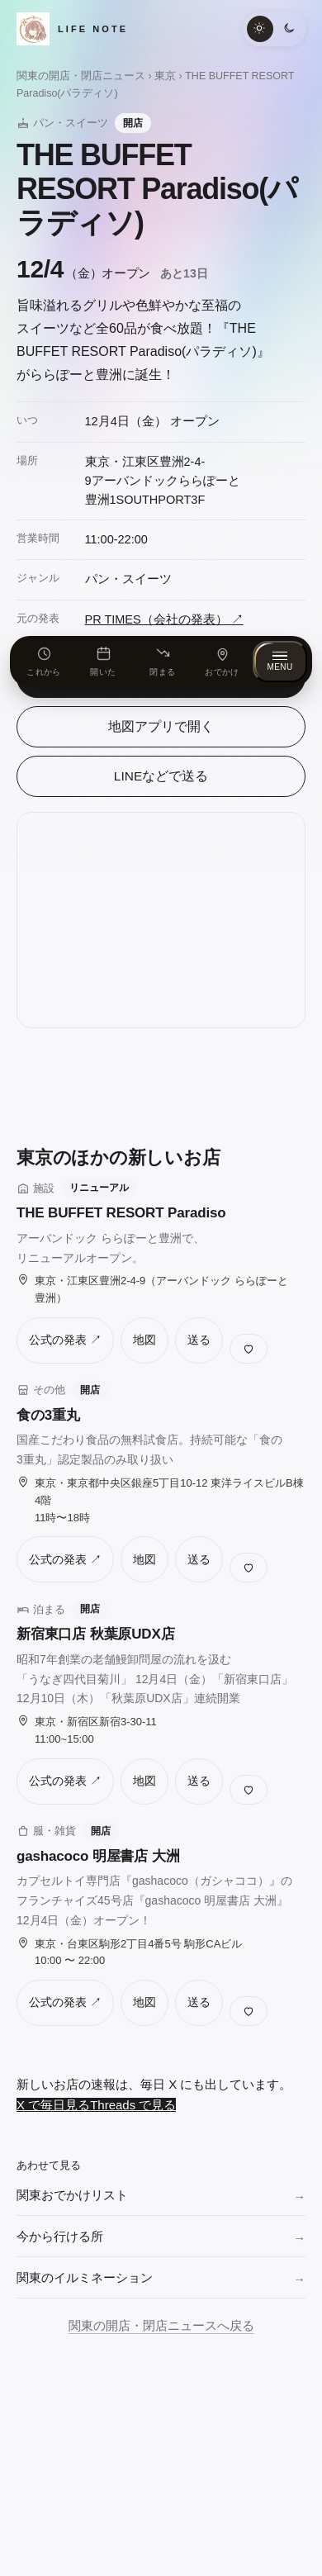 LIFE NOTE
関東の開店・閉店ニュース › 東京 › THE BUFFET RESORT
Paradiso(パラディソ)
パン・スイーツ 開店
THE BUFFET
RESORT Paradiso(パ
ラディソ)
12/4（金）オープン あと13日
旨味溢れるグリルや色鮮やかな至福の
スイーツなど全60品が食べ放題！『THE
BUFFET RESORT Paradiso(パラディソ)』
がららぽーと豊洲に誕生！
いつ 12月4日（金） オープン
場所 東京・江東区豊洲2-4-
9アーバンドックららぽーと
豊洲1SOUTHPORT3F
営業時間 11:00-22:00
ジャンル パン・スイーツ
元の発表 PR TIMES（会社の発表） ↗
これから 開いた 閉まる おでかけ MENU
地図アプリで開く
LINEなどで送る
東京のほかの新しいお店
施設 リニューアル
THE BUFFET RESORT Paradiso
アーバンドック ららぽーと豊洲で、
リニューアルオープン。
東京・江東区豊洲2-4-9（アーバンドック ららぽーと
豊洲）
公式の発表 ↗ 地図 送る
その他 開店
食の3重丸
国産こだわり食品の無料試食店。持続可能な「食の
3重丸」認定製品のみ取り扱い
東京・東京都中央区銀座5丁目10-12 東洋ライスビルB棟
4階
11時〜18時
公式の発表 ↗ 地図 送る
泊まる 開店
新宿東口店 秋葉原UDX店
昭和7年創業の老舗鰻卸問屋の流れを汲む
「うなぎ四代目菊川」 12月4日（金）「新宿東口店」
12月10日（木）「秋葉原UDX店」連続開業
東京・新宿区新宿3-30-11
11:00~15:00
公式の発表 ↗ 地図 送る
服・雑貨 開店
gashacoco 明屋書店 大洲
カプセルトイ専門店『gashacoco（ガシャココ）』の
フランチャイズ45号店『gashacoco 明屋書店 大洲』
12月4日（金）オープン！
東京・台東区駒形2丁目4番5号 駒形CAビル
10:00 〜 22:00
公式の発表 ↗ 地図 送る
新しいお店の速報は、毎日 X にも出しています。
X で毎日見るThreads で見る
あわせて見る
関東おでかけリスト →
今から行ける所 →
関東のイルミネーション →
関東の開店・閉店ニュースへ戻る